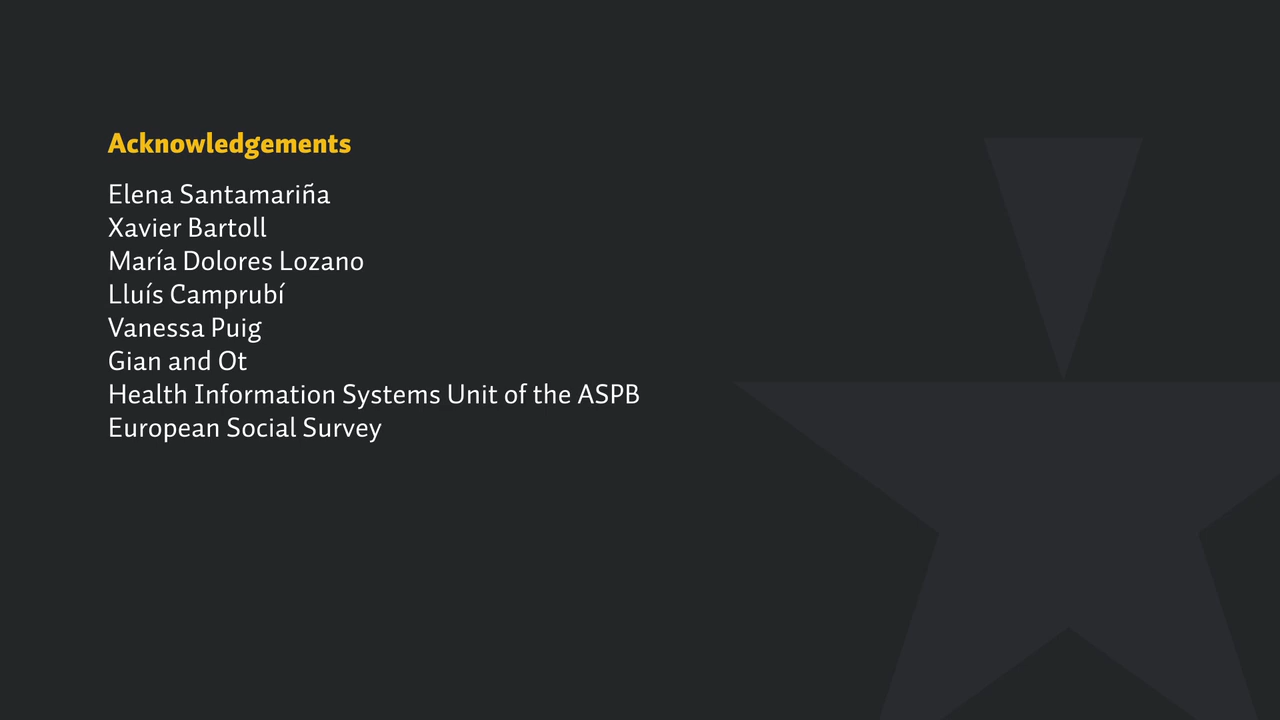 Acknowledgements
Elena Santamariña
Xavier Bartoll
María Dolores Lozano
Lluís Camprubí
Vanessa Puig
Gian and Ot
Health Information Systems Unit of the ASPB
European Social Survey